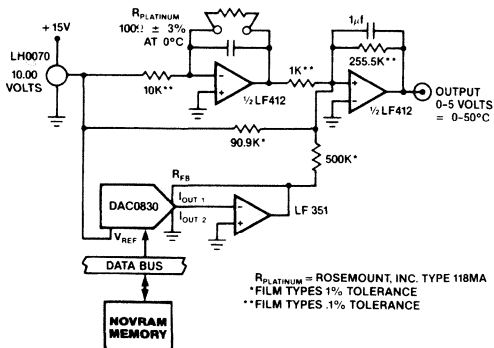 + 15V
LH0070
10.00
VOLTS
RPLATINUM
100Ω ± 3%
AT 0°C
10K**
½ LF412
1K**
1μf
255.5K**
½ LF412
OUTPUT
0–5 VOLTS
= 0–50°C
90.9K*
500K*
RFB
DAC0830
IOUT 1
IOUT 2
LF 351
VREF
DATA BUS
NOVRAM
MEMORY
RPLATINUM = ROSEMOUNT, INC. TYPE 118MA
*FILM TYPES 1% TOLERANCE
**FILM TYPES .1% TOLERANCE